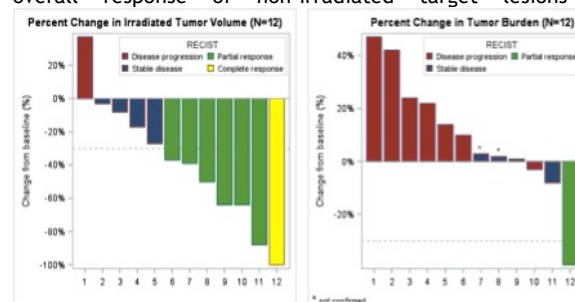 overall response of non-irradiated target lesions
Percent Change in Irradiated Tumor Volume (N=12)
RECIST
Disease progression Partial response
Stable disease Complete response
Change from baseline (%)
20%
0%
-20%
-40%
-60%
-80%
-100%
1 2 3 4 5 6 7 8 9 10 11 12
Percent Change in Tumor Burden (N=12)
RECIST
Disease progression Partial response
Stable disease
Change from baseline (%)
40%
20%
0%
-20%
* *
1 2 3 4 5 6 7 8 9 10 11 12
* not confirmed